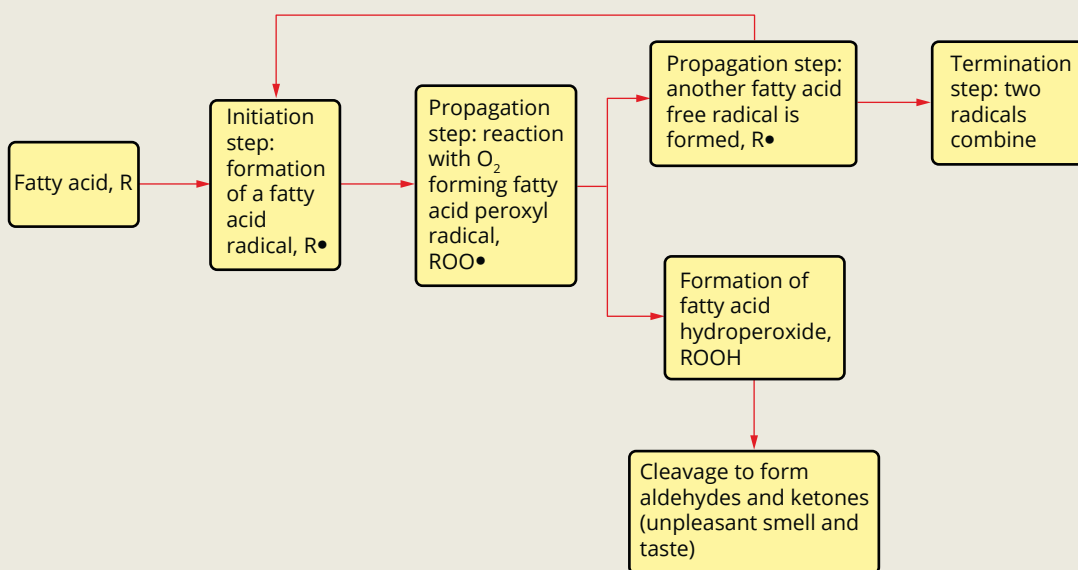 Fatty acid, R
Initiation
step:
formation
of a fatty
acid
radical, R●
Propagation
step: reaction
with O₂
forming fatty
acid peroxyl
radical,
ROO●
Propagation step:
another fatty acid
free radical is
formed, R●
Termination
step: two
radicals
combine
Formation of
fatty acid
hydroperoxide,
ROOH
Cleavage to form
aldehydes and ketones
(unpleasant smell and
taste)